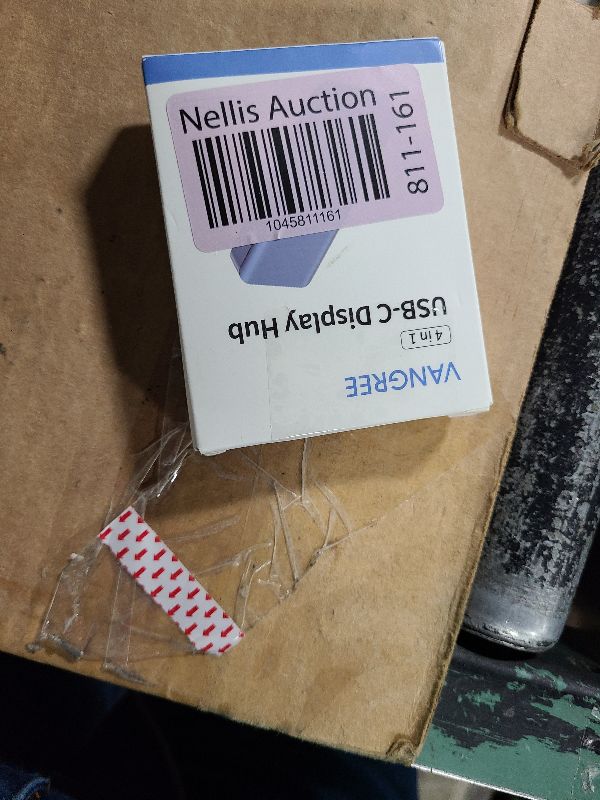 Nellis Auction
811-161
1045811161
VANGREE
4 in 1
USB-C Display Hub